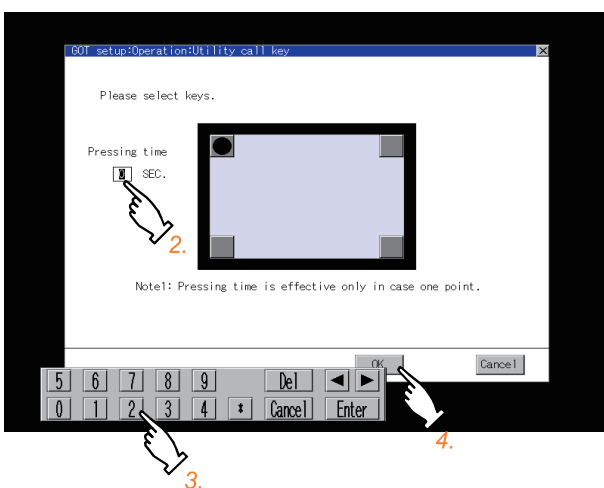 GOT setup:Operation:Utility call key
Please select keys.
Pressing time
0 SEC.
2.
Note1: Pressing time is effective only in case one point.
OK Cancel
5 6 7 8 9 Del ◀ ▶
0 1 2 3 4 Cancel Enter
4.
3.